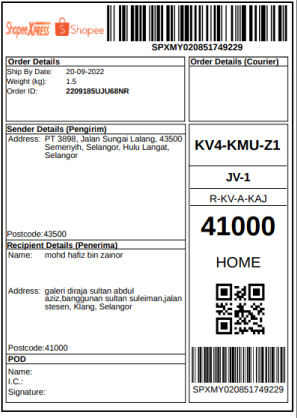 Shopee XPRESS Shopee
SPXMY020851749229
Order Details
Ship By Date: 20-09-2022
Weight (kg): 1.5
Order ID: 2209185UJU68NR
Order Details (Courier)
Sender Details (Pengirim)
Address: PT 3898, Jalan Sungai Lalang, 43500
Semenyih, Selangor, Hulu Langat,
Selangor
Postcode:43500
KV4-KMU-Z1
JV-1
R-KV-A-KAJ
41000
HOME
Recipient Details (Penerima)
Name: mohd hafiz bin zainor
Address: galeri diraja sultan abdul
aziz,banggunan sultan suleiman,jalan
stesen, Klang, Selangor
Postcode:41000
POD
Name:
I.C.:
Signature:
SPXMY020851749229